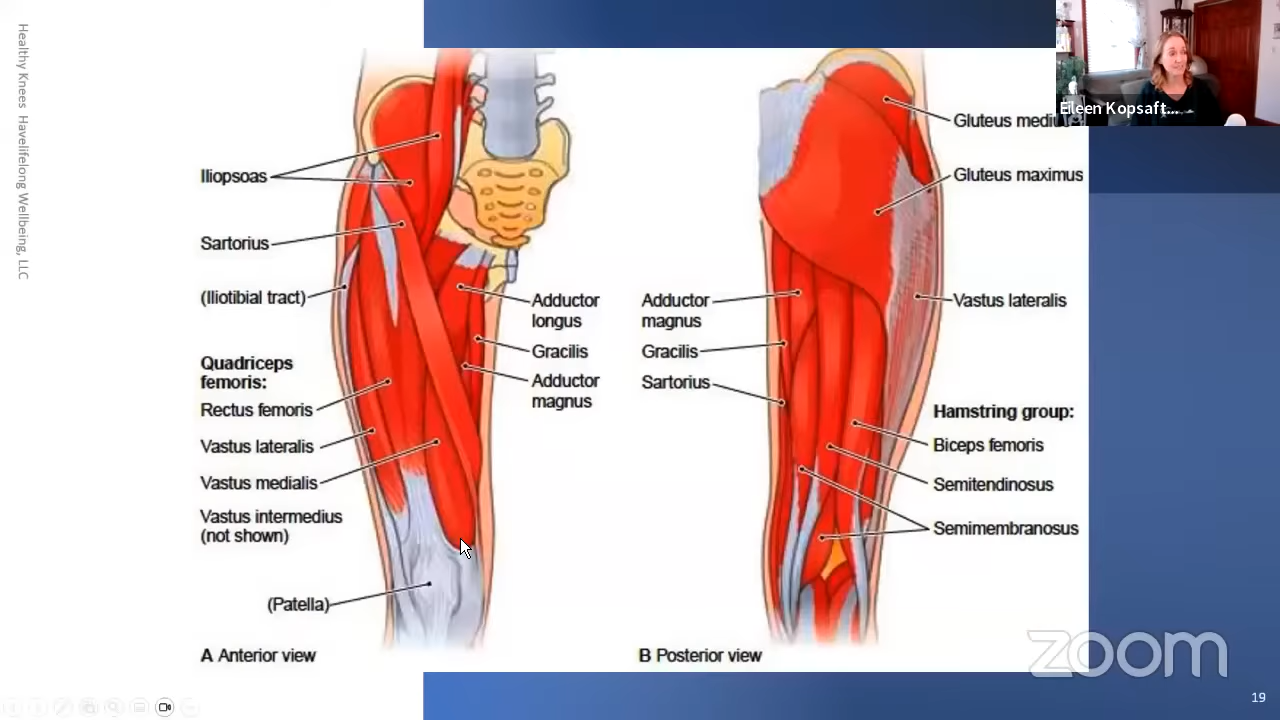 Healthy Knees Havelifelong Wellbeing, LLC
Eileen Kopsaft...
Iliopsoas
Sartorius
(Iliotibial tract)
Quadriceps
femoris:
Rectus femoris
Vastus lateralis
Vastus medialis
Vastus intermedius
(not shown)
(Patella)
Adductor
longus
Gracilis
Adductor
magnus
A Anterior view
Gluteus mediu
Gluteus maximus
Adductor
magnus
Gracilis
Sartorius
Vastus lateralis
Hamstring group:
Biceps femoris
Semitendinosus
Semimembranosus
B Posterior view
zoom
19